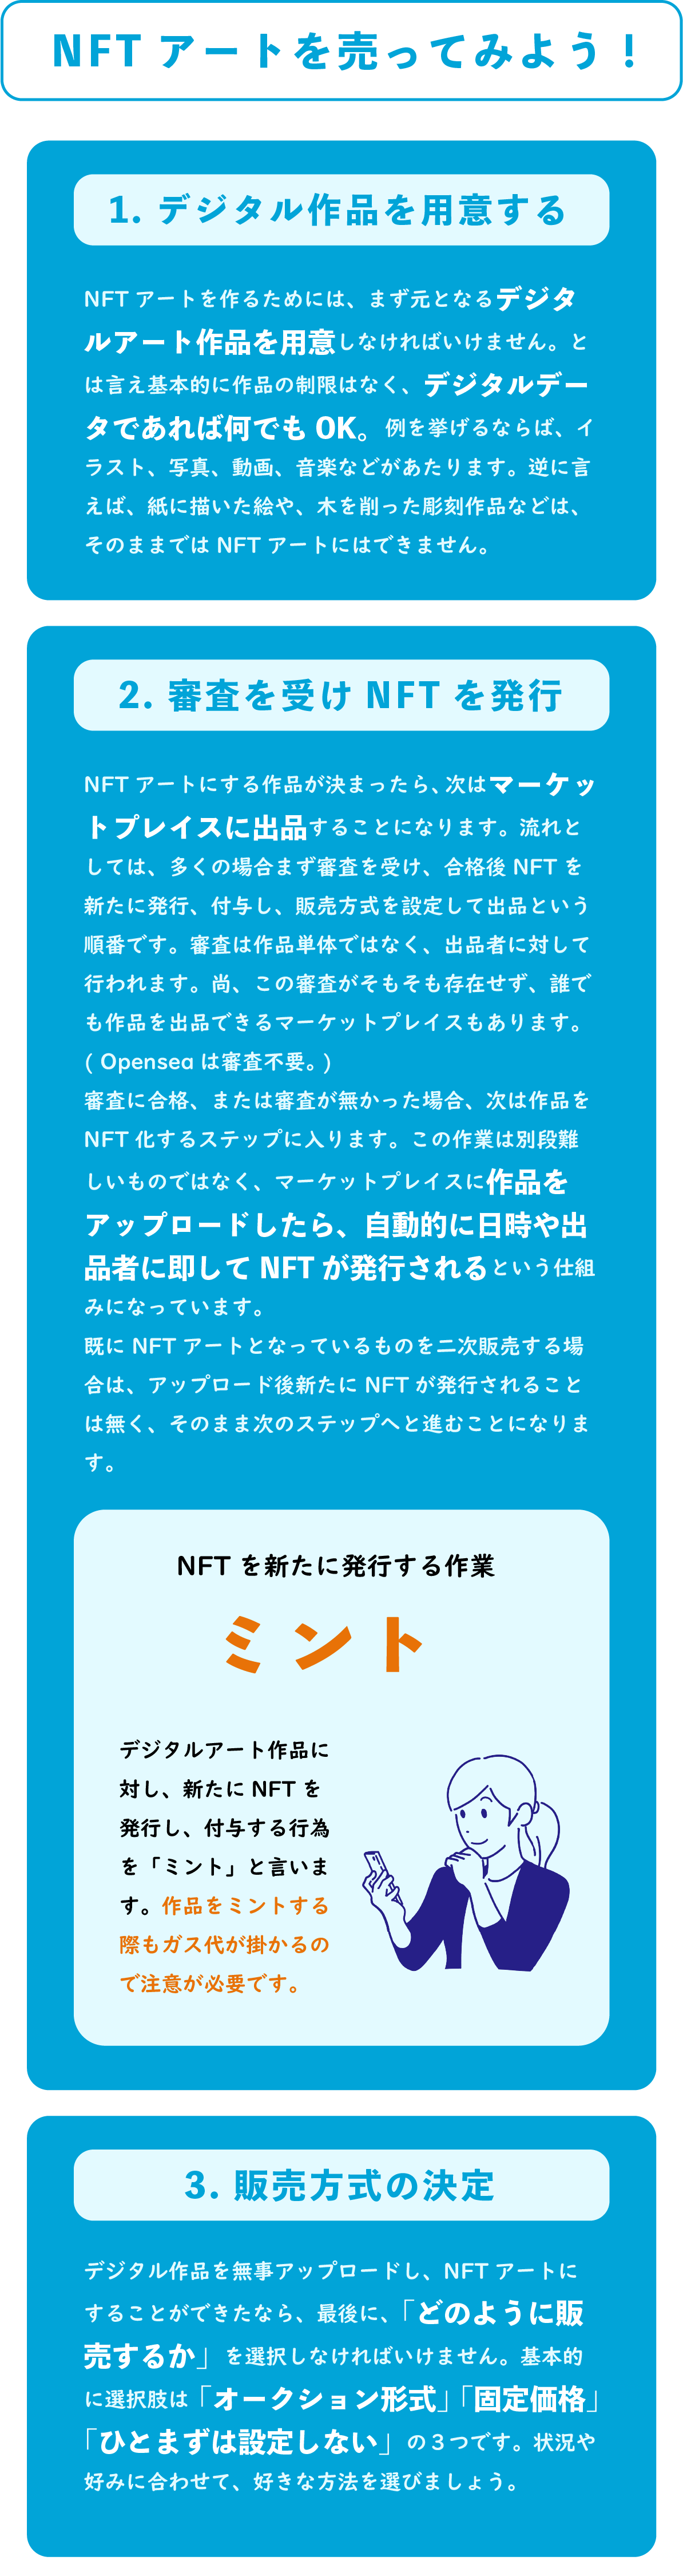 NFT アートを売ってみよう！
1. デジタル作品を用意する
NFT アートを作るためには、まず元となるデジタ
ルアート作品を用意しなければいけません。と
は言え基本的に作品の制限はなく、デジタルデー
タであれば何でも OK。例を挙げるならば、イ
ラスト、写真、動画、音楽などがあたります。逆に言
えば、紙に描いた絵や、木を削った彫刻作品などは、
そのままでは NFT アートにはできません。
2. 審査を受け NFT を発行
NFT アートにする作品が決まったら、次はマーケッ
トプレイスに出品することになります。流れと
しては、多くの場合まず審査を受け、合格後 NFT を
新たに発行、付与し、販売方式を設定して出品という
順番です。審査は作品単体ではなく、出品者に対して
行われます。尚、この審査がそもそも存在せず、誰で
も作品を出品できるマーケットプレイスもあります。
( Opensea は審査不要。)
審査に合格、または審査が無かった場合、次は作品を
NFT 化するステップに入ります。この作業は別段難
しいものではなく、マーケットプレイスに作品を
アップロードしたら、自動的に日時や出
品者に即して NFT が発行されるという仕組
みになっています。
既に NFT アートとなっているものを二次販売する場
合は、アップロード後新たに NFT が発行されること
は無く、そのまま次のステップへと進むことになりま
す。
NFT を新たに発行する作業
ミント
デジタルアート作品に
対し、新たに NFT を
発行し、付与する行為
を「ミント」と言いま
す。作品をミントする
際もガス代が掛かるの
で注意が必要です。
3. 販売方式の決定
デジタル作品を無事アップロードし、NFT アートに
することができたなら、最後に、「どのように販
売するか」を選択しなければいけません。基本的
に選択肢は「オークション形式」「固定価格」
「ひとまずは設定しない」の３つです。状況や
好みに合わせて、好きな方法を選びましょう。